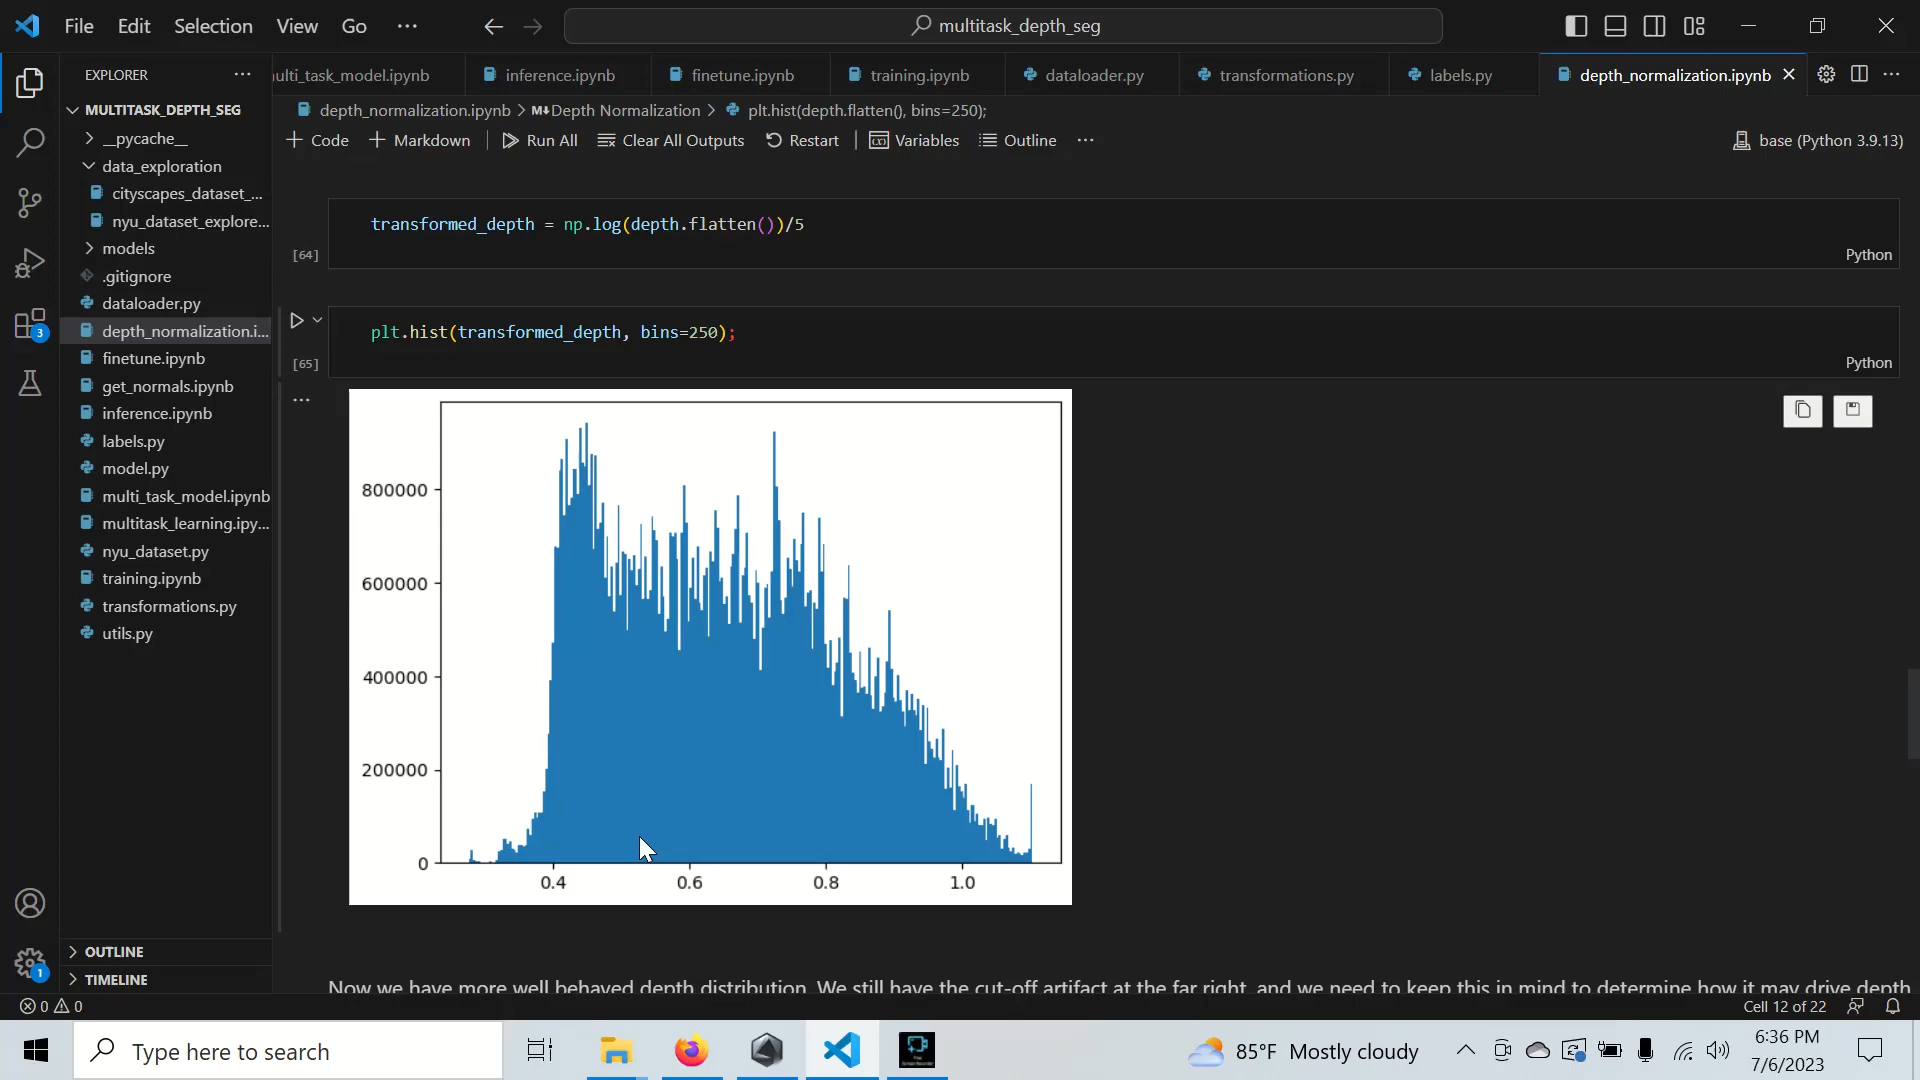 File Edit Selection View Go ··· multitask_depth_seg
EXPLORER ···
ulti_task_model.ipynb inference.ipynb finetune.ipynb training.ipynb dataloader.py transformations.py labels.py depth_normalization.ipynb ···
MULTITASK_DEPTH_SEG
depth_normalization.ipynb > M↓Depth Normalization > plt.hist(depth.flatten(), bins=250);
+ Code + Markdown Run All Clear All Outputs Restart Variables Outline ··· base (Python 3.9.13)
__pycache__
data_exploration
cityscapes_dataset_...
nyu_dataset_explore...
models
.gitignore
dataloader.py
depth_normalization.i...
finetune.ipynb
get_normals.ipynb
inference.ipynb
labels.py
model.py
multi_task_model.ipynb
multitask_learning.ipy...
nyu_dataset.py
training.ipynb
transformations.py
utils.py
OUTLINE
TIMELINE
3
1
transformed_depth = np.log(depth.flatten())/5
[64] Python
plt.hist(transformed_depth, bins=250);
[65] Python
···
800000
600000
400000
200000
0
0.4 0.6 0.8 1.0
Now we have more well behaved depth distribution. We still have the cut-off artifact at the far right, and we need to keep this in mind to determine how it may drive depth
0 0 Cell 12 of 22
Type here to search 85°F Mostly cloudy 6:36 PM
7/6/2023